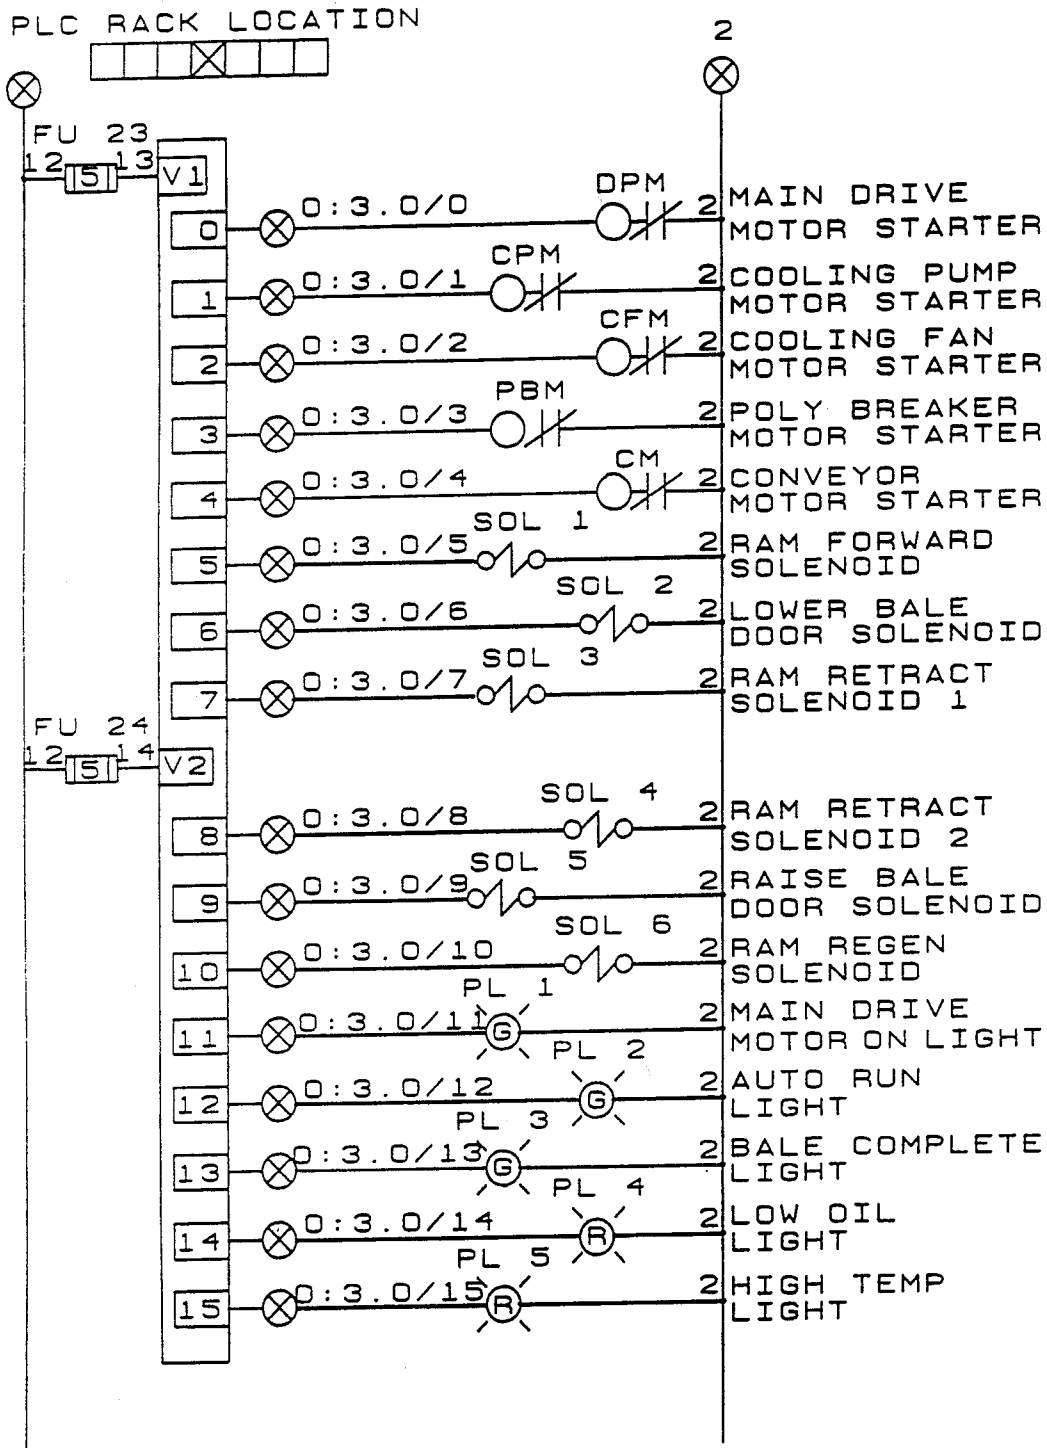 PLC RACK LOCATION
2
FU 23
12 5 13 V1
DPM
0 O:3.0/0 2 MAIN DRIVE
MOTOR STARTER
CPM
1 O:3.0/1 2 COOLING PUMP
MOTOR STARTER
CFM
2 O:3.0/2 2 COOLING FAN
MOTOR STARTER
PBM
3 O:3.0/3 2 POLY BREAKER
MOTOR STARTER
CM
4 O:3.0/4 2 CONVEYOR
MOTOR STARTER
SOL 1
5 O:3.0/5 2 RAM FORWARD
SOLENOID
SOL 2
6 O:3.0/6 2 LOWER BALE
DOOR SOLENOID
SOL 3
7 O:3.0/7 2 RAM RETRACT
SOLENOID 1
FU 24
12 5 14 V2
SOL 4
8 O:3.0/8 2 RAM RETRACT
SOLENOID 2
SOL 5
9 O:3.0/9 2 RAISE BALE
DOOR SOLENOID
SOL 6
10 O:3.0/10 2 RAM REGEN
SOLENOID
PL 1
11 O:3.0/11 G 2 MAIN DRIVE
MOTOR ON LIGHT
PL 2
12 O:3.0/12 G 2 AUTO RUN
LIGHT
PL 3
13 O:3.0/13 G 2 BALE COMPLETE
LIGHT
PL 4
14 O:3.0/14 R 2 LOW OIL
LIGHT
PL 5
15 O:3.0/15 R 2 HIGH TEMP
LIGHT